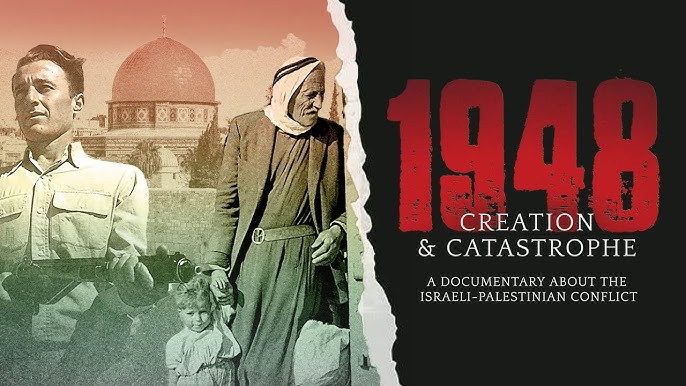 1948
CREATION
& CATASTROPHE
A DOCUMENTARY ABOUT THE
ISRAELI-PALESTINIAN CONFLICT